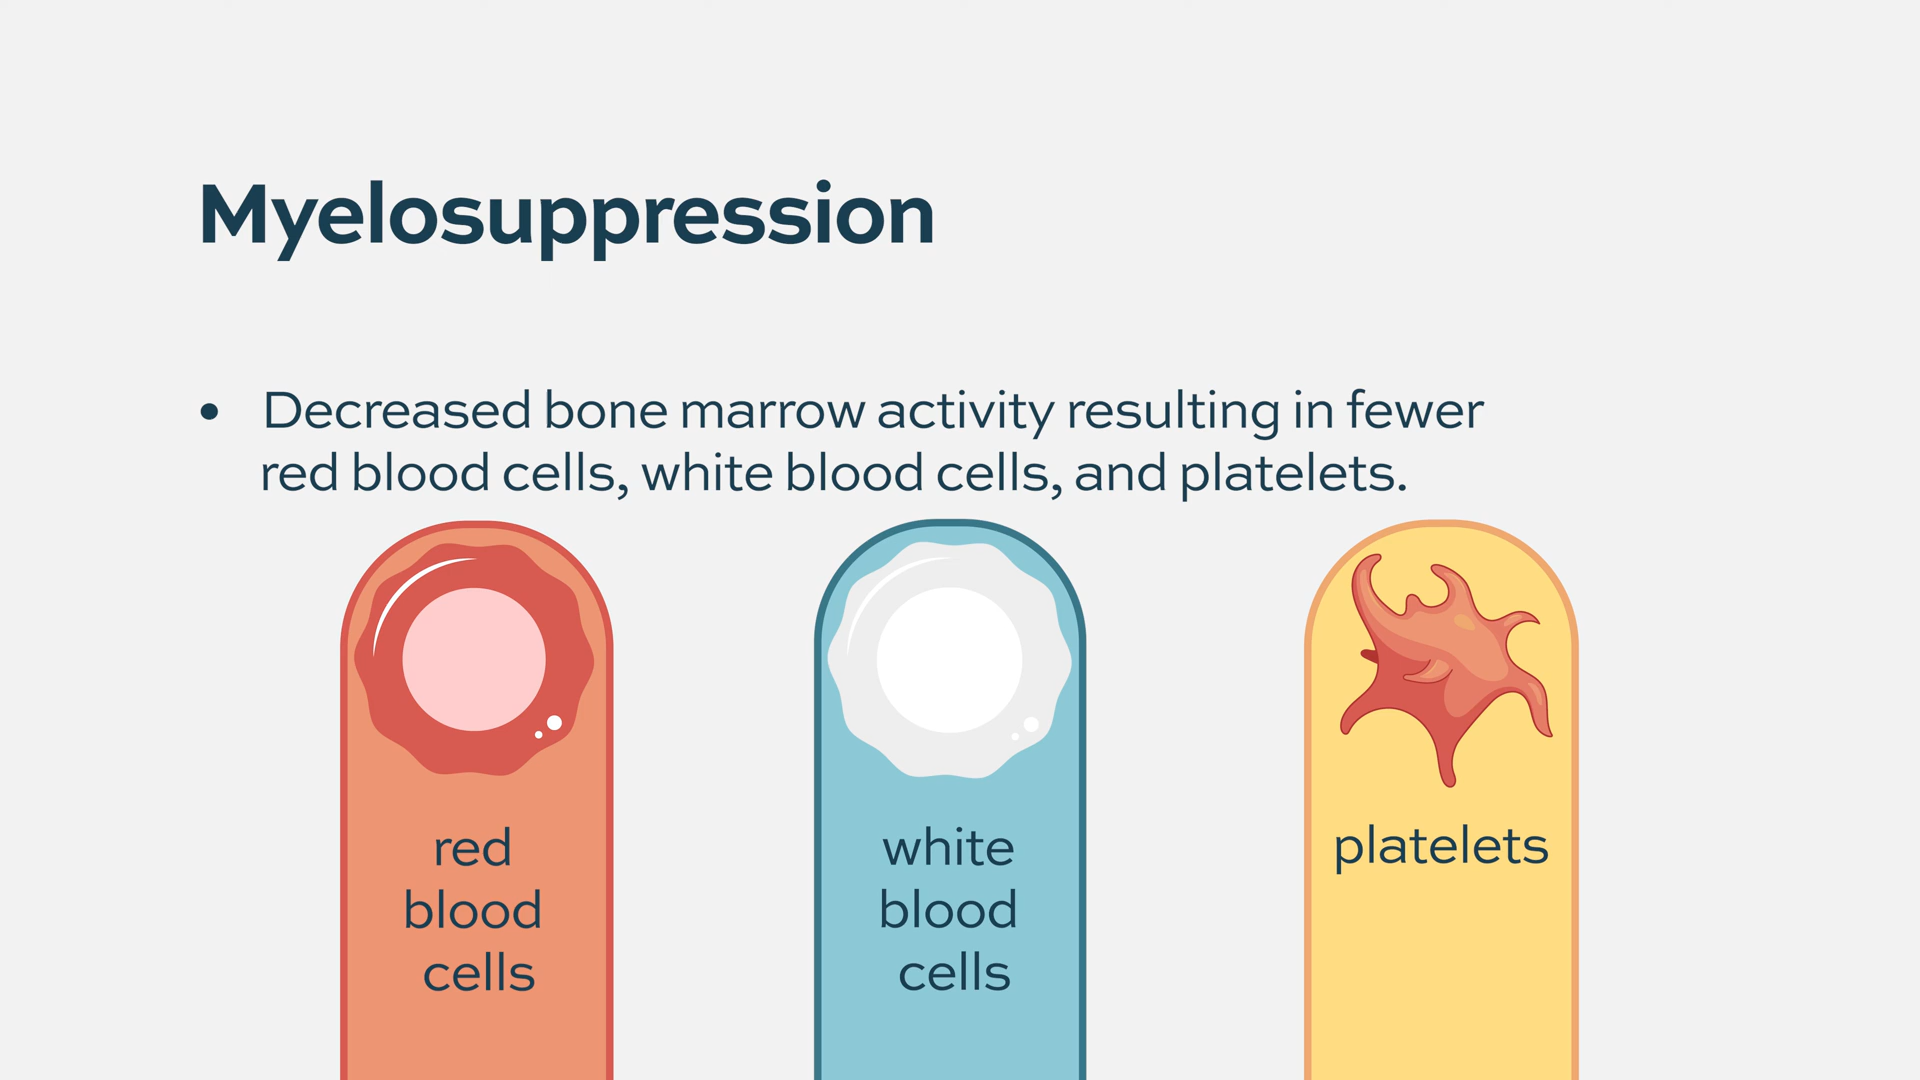 Myelosuppression
• Decreased bone marrow activity resulting in fewer
red blood cells, white blood cells, and platelets.
red
blood
cells
white
blood
cells
platelets